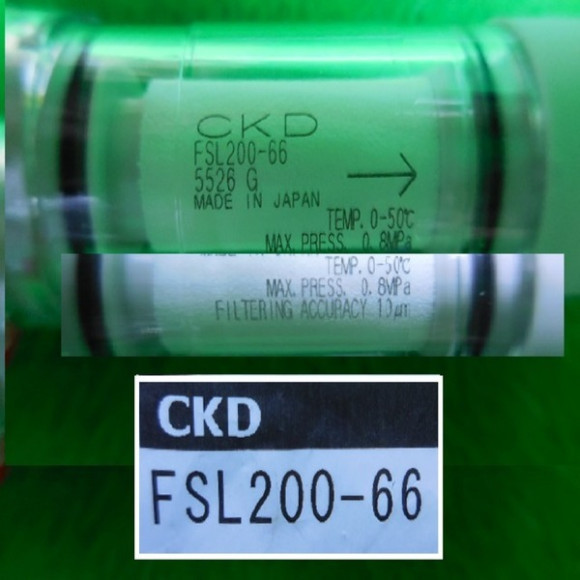 CKD
FSL200-66
5526 G
MADE IN JAPAN
TEMP. 0-50℃
MAX. PRESS. 0.8MPa
TEMP. 0-50℃
MAX. PRESS. 0.8MPa
FILTERING ACCURACY 10μm
CKD
FSL200-66